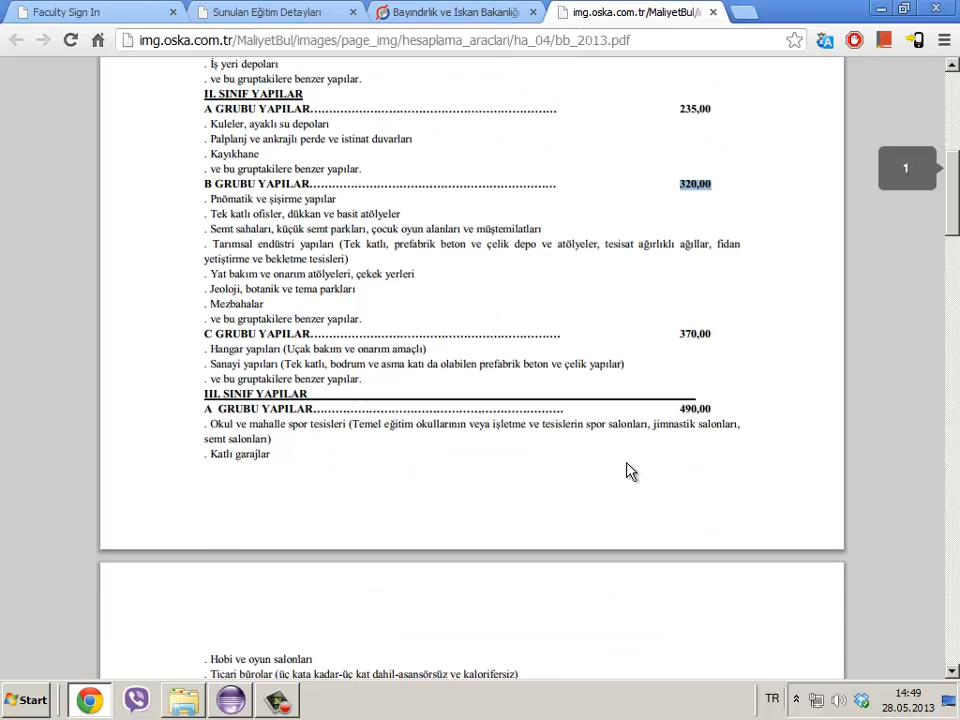 Faculty Sign In
Sunulan Eğitim Detayları
Bayındırlık ve İskan Bakanlığ
img.oska.com.tr/MaliyetBul/i
img.oska.com.tr/MaliyetBul/images/page_img/hesaplama_araclari/ha_04/bb_2013.pdf
. İş yeri depoları
. ve bu gruptakilere benzer yapılar.
II. SINIF YAPILAR
A GRUBU YAPILAR…………………………………………… 235,00
. Kuleler, ayaklı su depoları
. Palplanj ve ankrajlı perde ve istinat duvarları
. Kayıkhane
. ve bu gruptakilere benzer yapılar.
B GRUBU YAPILAR…………………………………………… 320,00
. Pnömatik ve şişirme yapılar
. Tek katlı ofisler, dükkan ve basit atölyeler
. Semt sahaları, küçük semt parkları, çocuk oyun alanları ve müştemilatları
. Tarımsal endüstri yapıları (Tek katlı, prefabrik beton ve çelik depo ve atölyeler, tesisat ağırlıklı ağıllar, fidan
yetiştirme ve bekletme tesisleri)
. Yat bakım ve onarım atölyeleri, çekek yerleri
. Jeoloji, botanik ve tema parkları
. Mezbahalar
. ve bu gruptakilere benzer yapılar.
C GRUBU YAPILAR…………………………………………… 370,00
. Hangar yapıları (Uçak bakım ve onarım amaçlı)
. Sanayi yapıları (Tek katlı, bodrum ve asma katı da olabilen prefabrik beton ve çelik yapılar)
. ve bu gruptakilere benzer yapılar.
III. SINIF YAPILAR
A GRUBU YAPILAR…………………………………………… 490,00
. Okul ve mahalle spor tesisleri (Temel eğitim okullarının veya işletme ve tesislerin spor salonları, jimnastik salonları,
semt salonları)
. Katlı garajlar
1
. Hobi ve oyun salonları
. Ticari bürolar (üç kata kadar-üç kat dahil-asansörsüz ve kalorifersiz)
Start
TR
14:49
28.05.2013